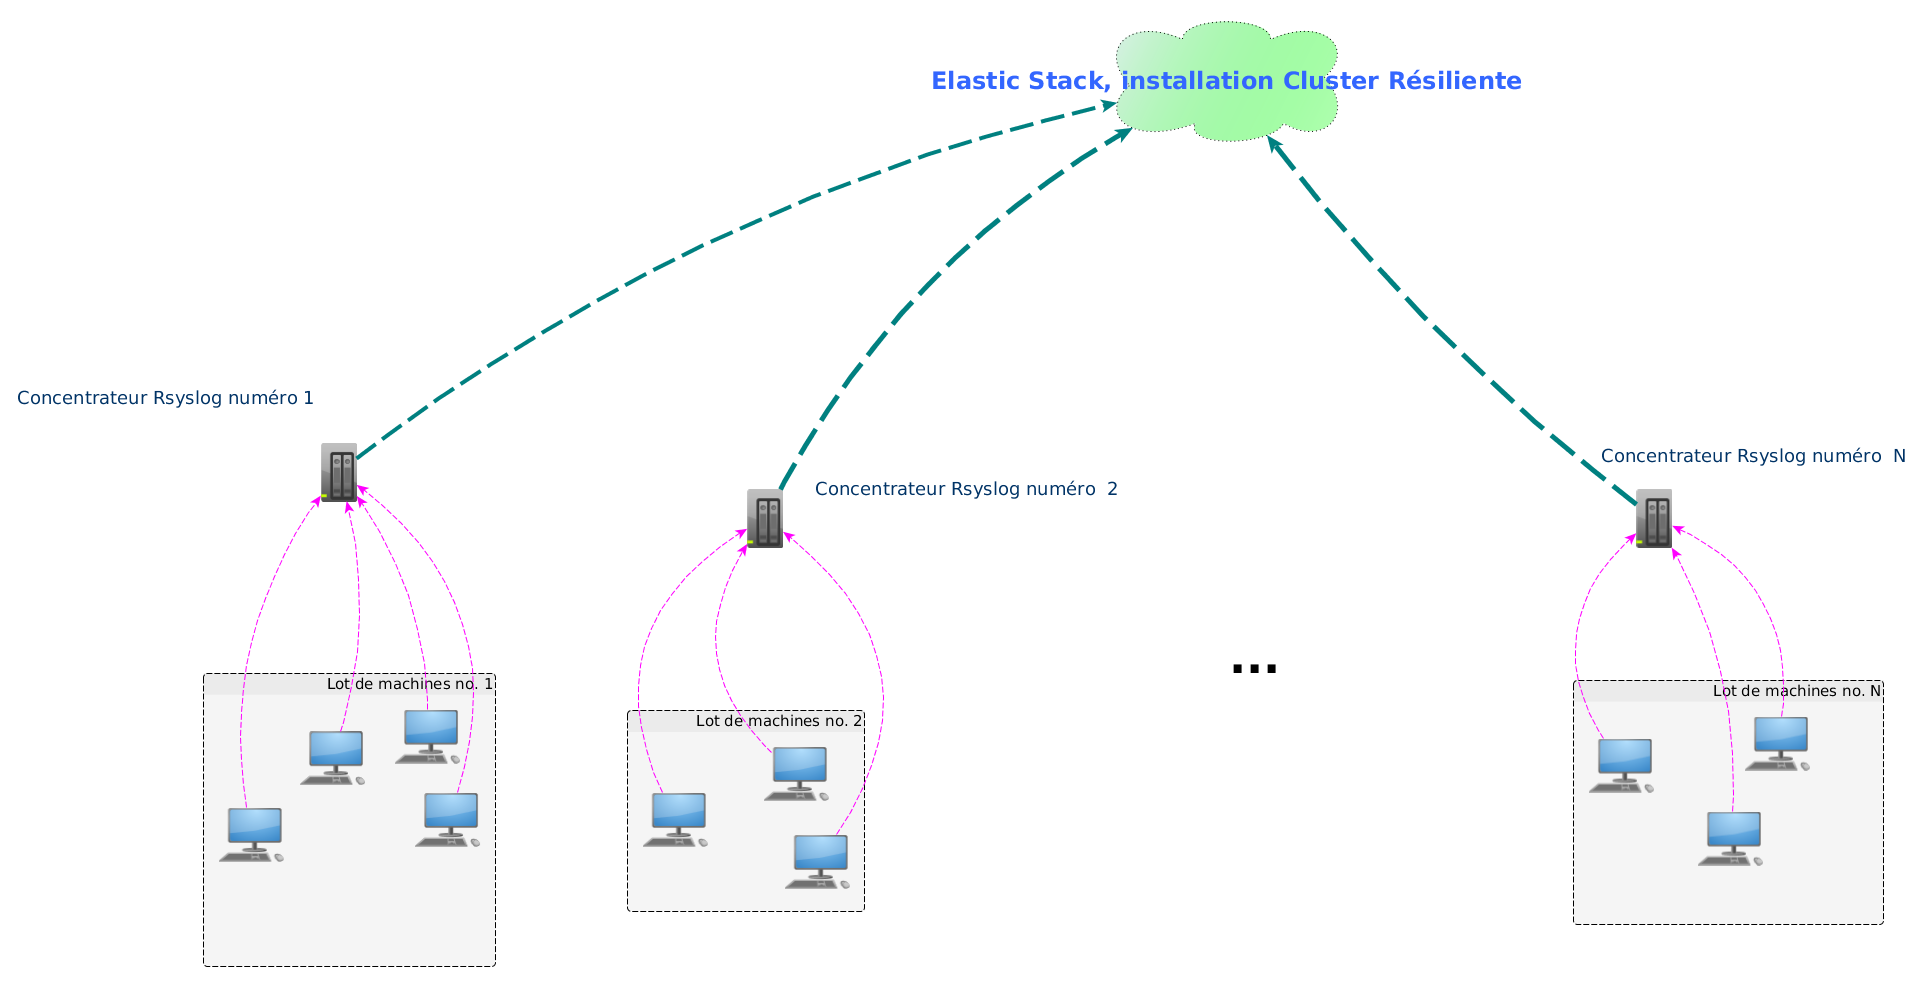 Elastic Stack, installation Cluster Résiliente
Concentrateur Rsyslog numéro 1
Concentrateur Rsyslog numéro  N
Concentrateur Rsyslog numéro  2
...
Lot de machines no. 1
Lot de machines no. N
Lot de machines no. 2